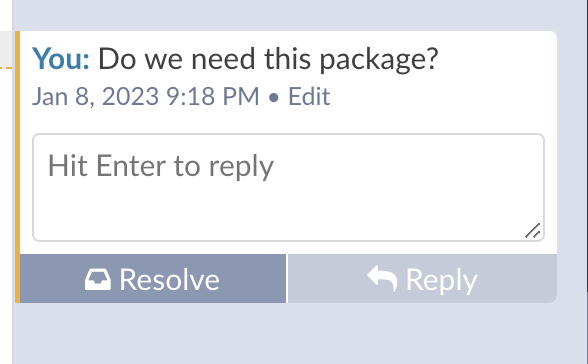 You: Do we need this package?
Jan 8, 2023 9:18 PM • Edit
Hit Enter to reply
Resolve
Reply